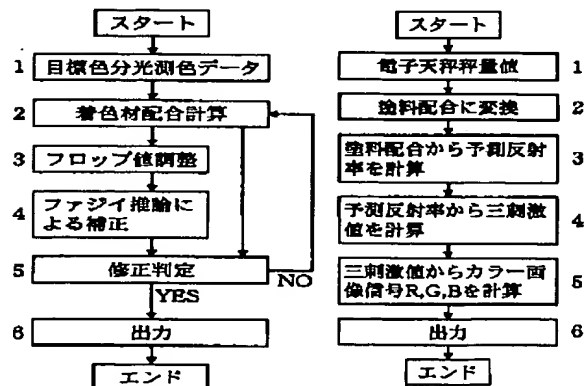 スタート
1 目標色分光測色データ
2 着色材配合計算
3 フロップ値調整
4 ファジイ推論に
よる補正
5 修正判定
NO
YES
6 出力
エンド
スタート
電子天秤秤量値 1
塗料配合に変換 2
塗料配合から予測反射
率を計算 3
予測反射率から三刺激
値を計算 4
三刺激値からカラー画
像信号R,G,Bを計算 5
出力 6
エンド